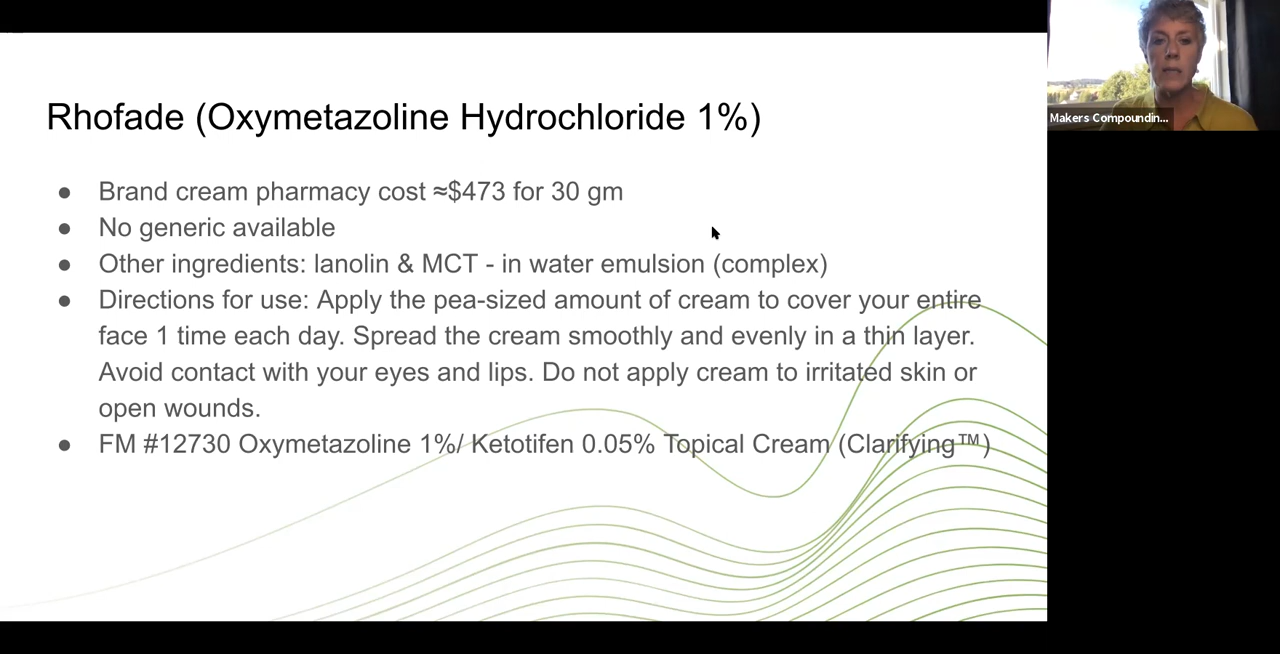 Rhofade (Oxymetazoline Hydrochloride 1%)
● Brand cream pharmacy cost ≈$473 for 30 gm
● No generic available
● Other ingredients: lanolin & MCT - in water emulsion (complex)
● Directions for use: Apply the pea-sized amount of cream to cover your entire
face 1 time each day. Spread the cream smoothly and evenly in a thin layer.
Avoid contact with your eyes and lips. Do not apply cream to irritated skin or
open wounds.
● FM #12730 Oxymetazoline 1%/ Ketotifen 0.05% Topical Cream (Clarifying™)
Makers Compoundin...